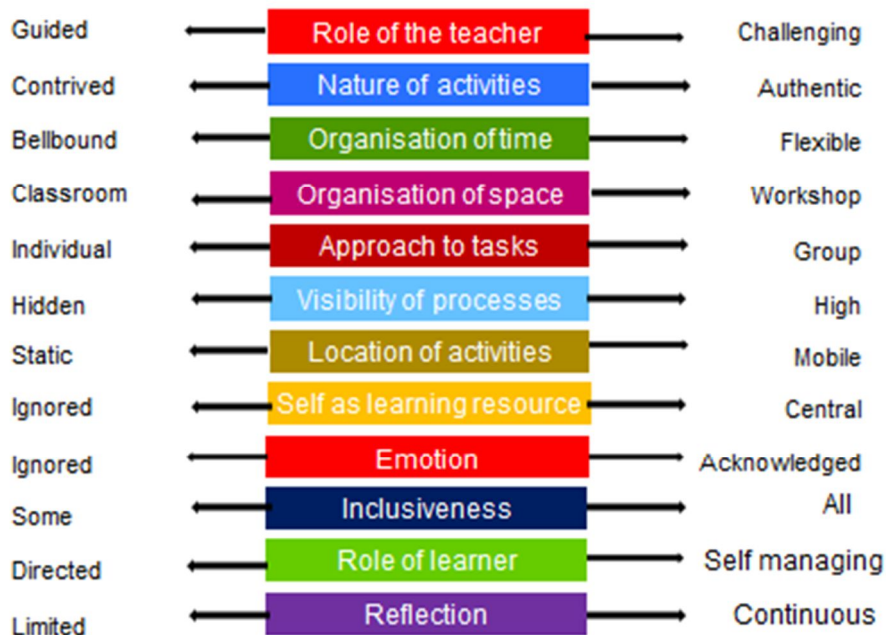 Guided Role of the teacher Challenging
Contrived Nature of activities Authentic
Bellbound Organisation of time Flexible
Classroom Organisation of space Workshop
Individual Approach to tasks Group
Hidden Visibility of processes High
Static Location of activities Mobile
Ignored Self as learning resource Central
Ignored Emotion Acknowledged
Some Inclusiveness All
Directed Role of learner Self managing
Limited Reflection Continuous